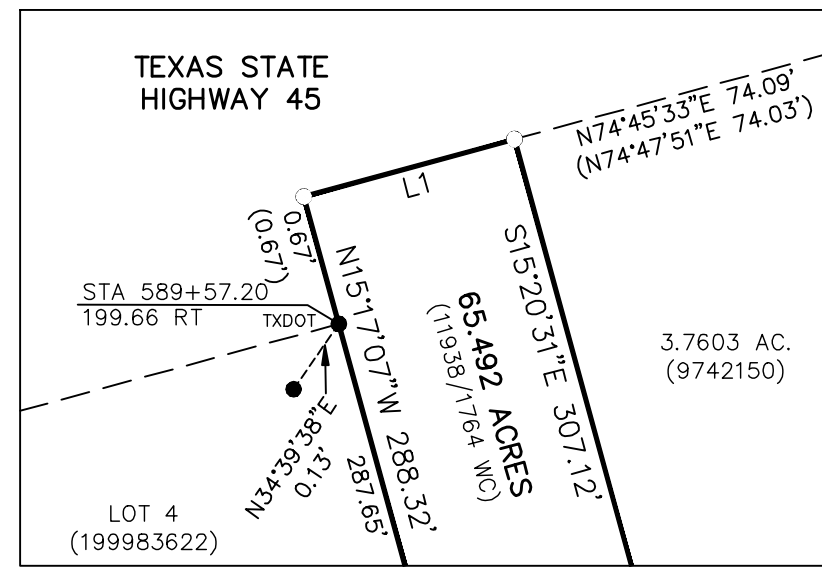 TEXAS STATE
HIGHWAY 45
N74°45'33"E 74.09'
(N74°47'51"E 74.03')
L1
0.67'
(0.67')
STA 589+57.20
199.66 RT
TXDOT
N15°17'07"W 288.32'
287.65'
65.492 ACRES
(11938/1764 WC)
S15°20'31"E 307.12'
3.7603 AC.
(9742150)
N34°39'38"E
0.13'
LOT 4
(199983622)